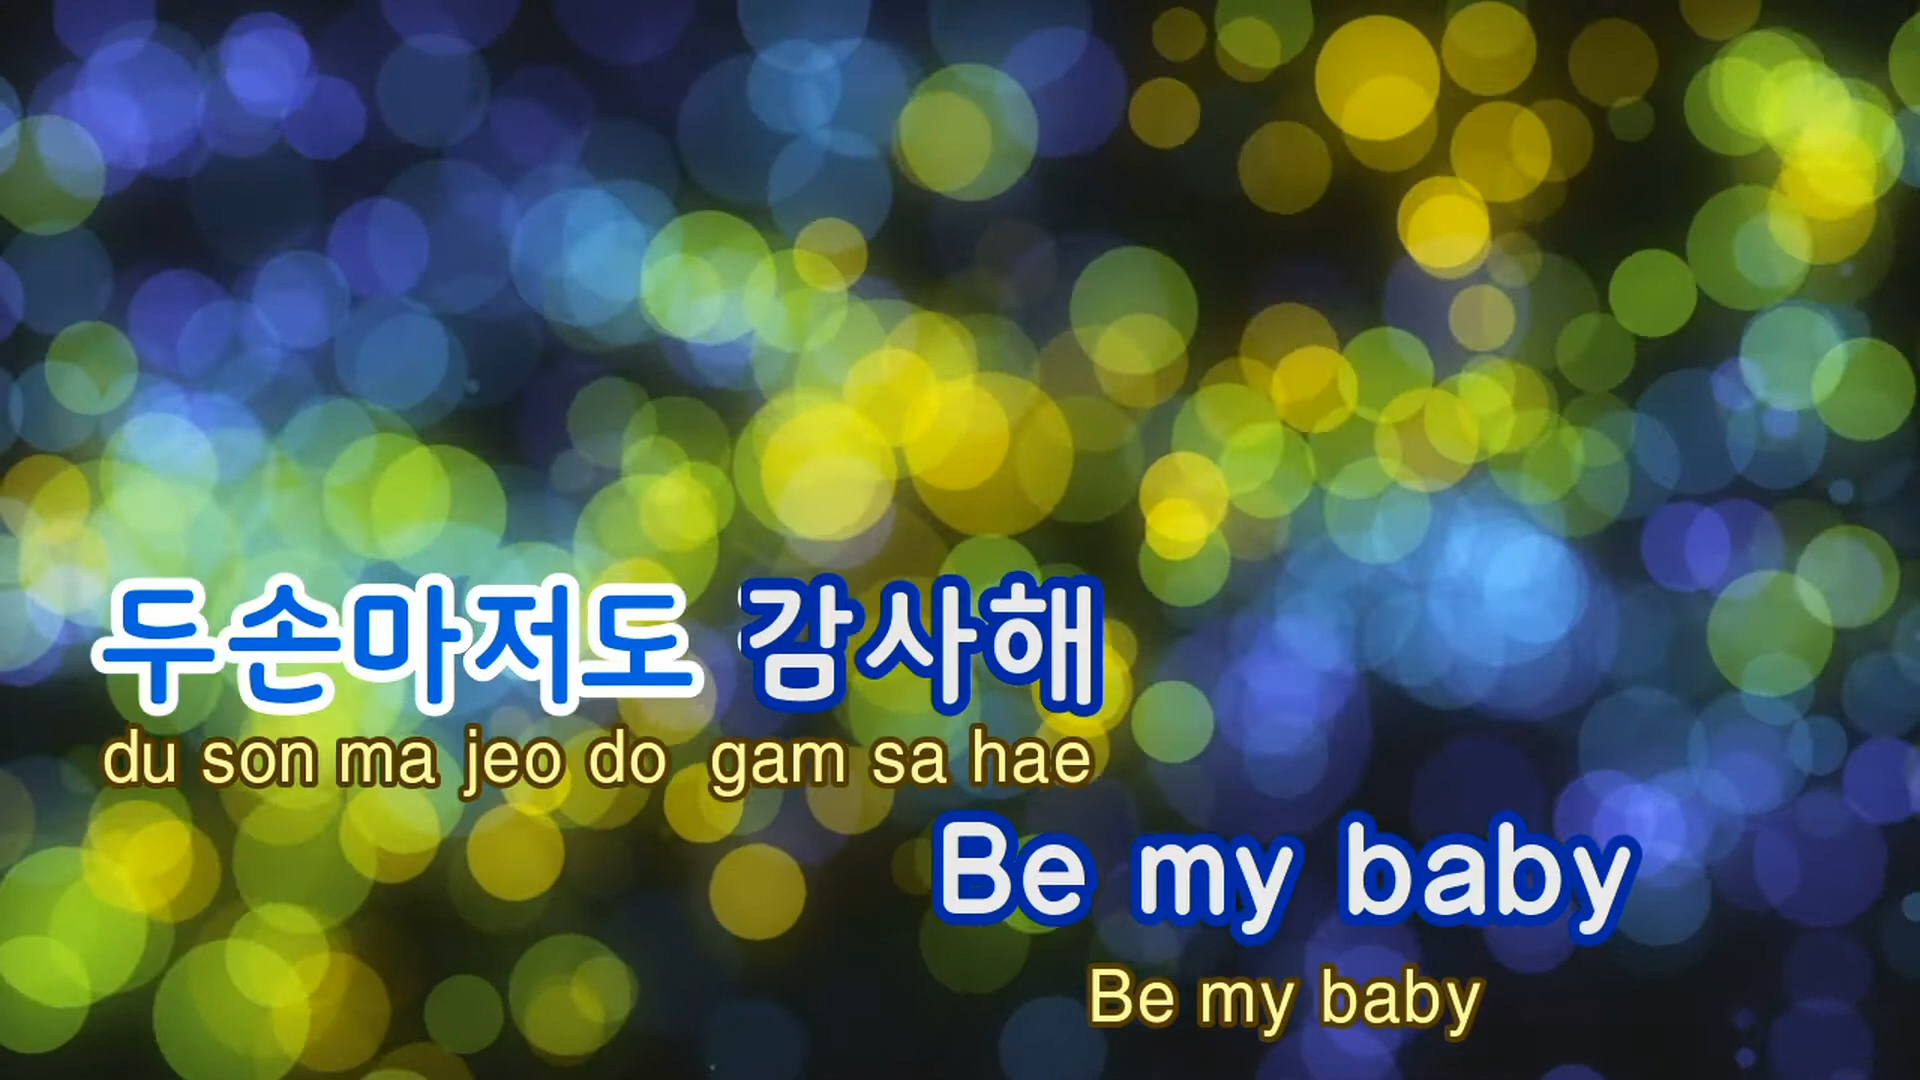 두손마저도 감사해
du son ma jeo do gam sa hae
Be my baby
Be my baby